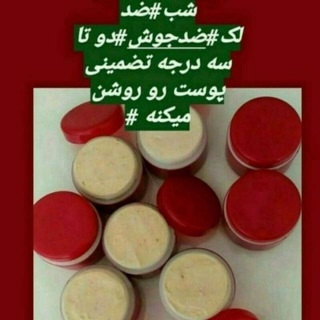 شب#ضد
لک#ضدجوش#دو تا
سه درجه تضمینی
پوست رو روشن
میکنه #